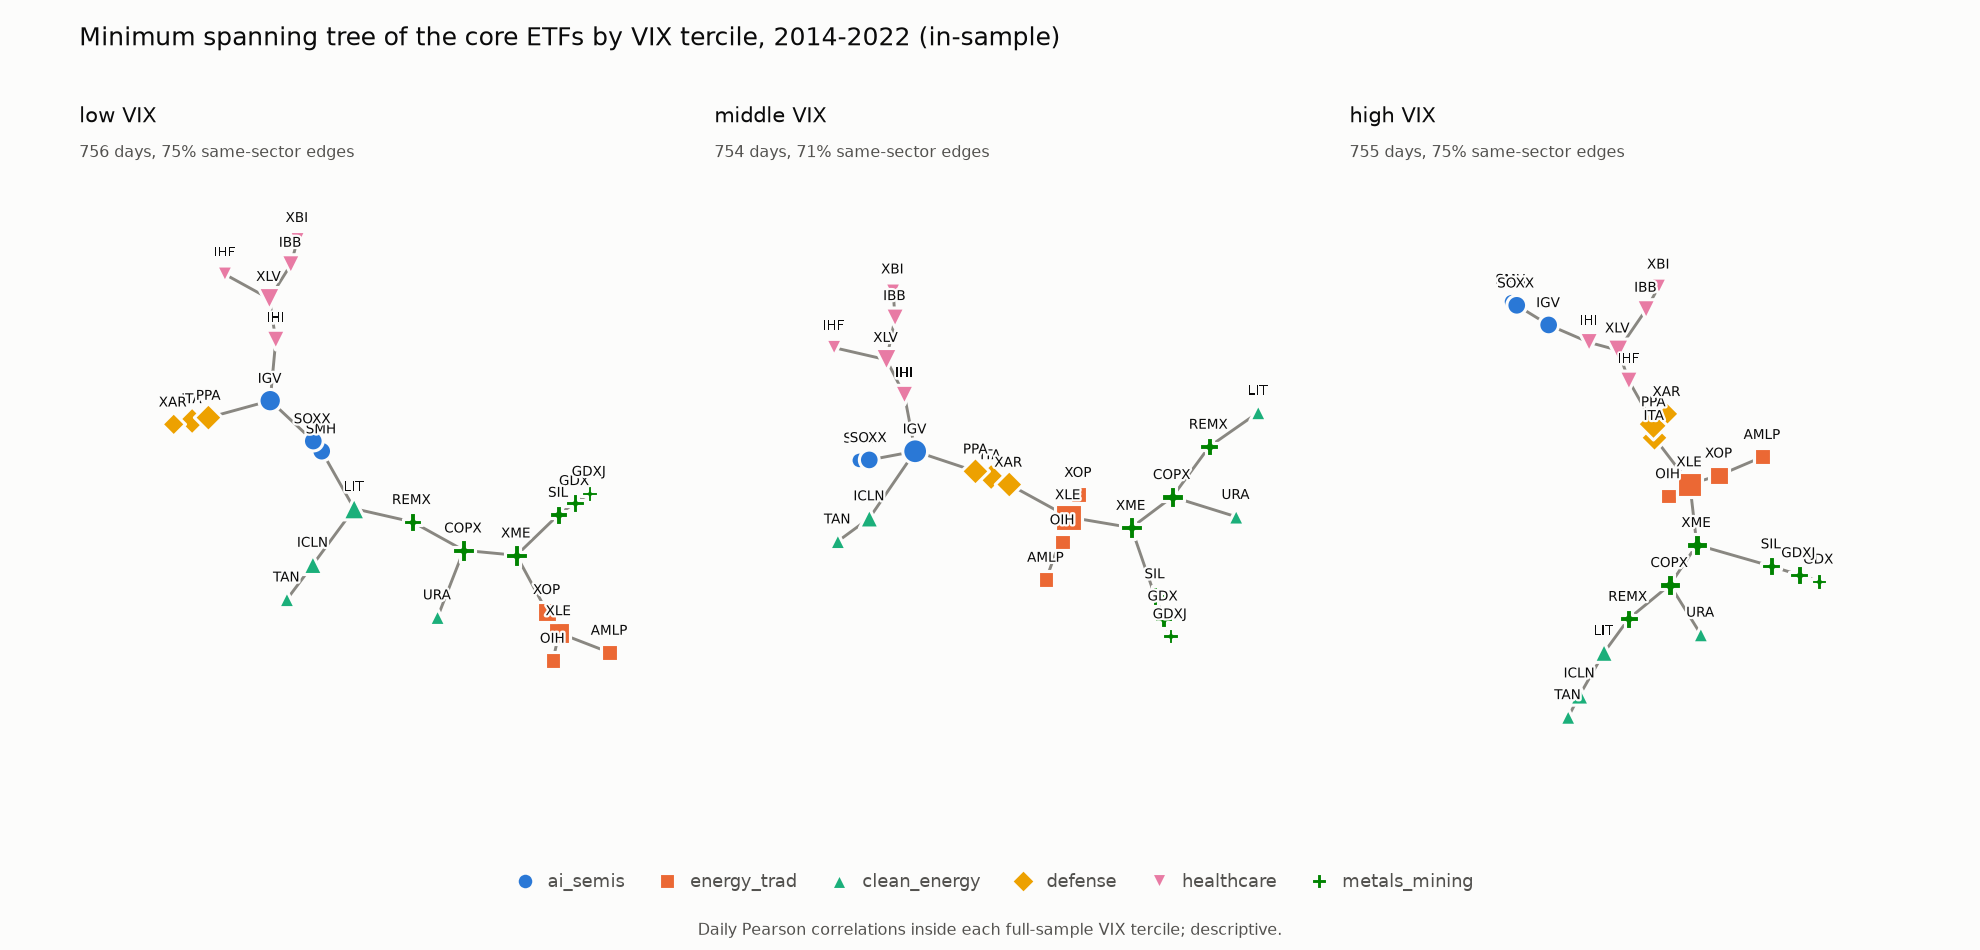 Minimum spanning tree of the core ETFs by VIX tercile, 2014-2022 (in-sample)
low VIX
756 days, 75% same-sector edges
XBI
IBB
IHF
XLV
IHI
IGV
XAR
PPA
SOXX
SMH
LIT
REMX
GDXJ
GDX
SIL
COPX
XME
ICLN
TAN
URA
XOP
XLE
OIH
AMLP
middle VIX
754 days, 71% same-sector edges
XBI
IBB
IHF
XLV
IHI
LIT
IGV
REMX
SOXX
PPA
XAR
XOP
COPX
ICLN
XLE
URA
XME
TAN
OIH
AMLP
SIL
GDX
GDXJ
high VIX
755 days, 75% same-sector edges
XBI
SOXX
IBB
IGV
IHI
XLV
IHF
XAR
PPA
ITA
AMLP
XOP
XLE
OIH
XME
SIL
GDXJ
GDX
COPX
REMX
URA
LIT
ICLN
TAN
ai_semis
energy_trad
clean_energy
defense
healthcare
metals_mining
Daily Pearson correlations inside each full-sample VIX tercile; descriptive.